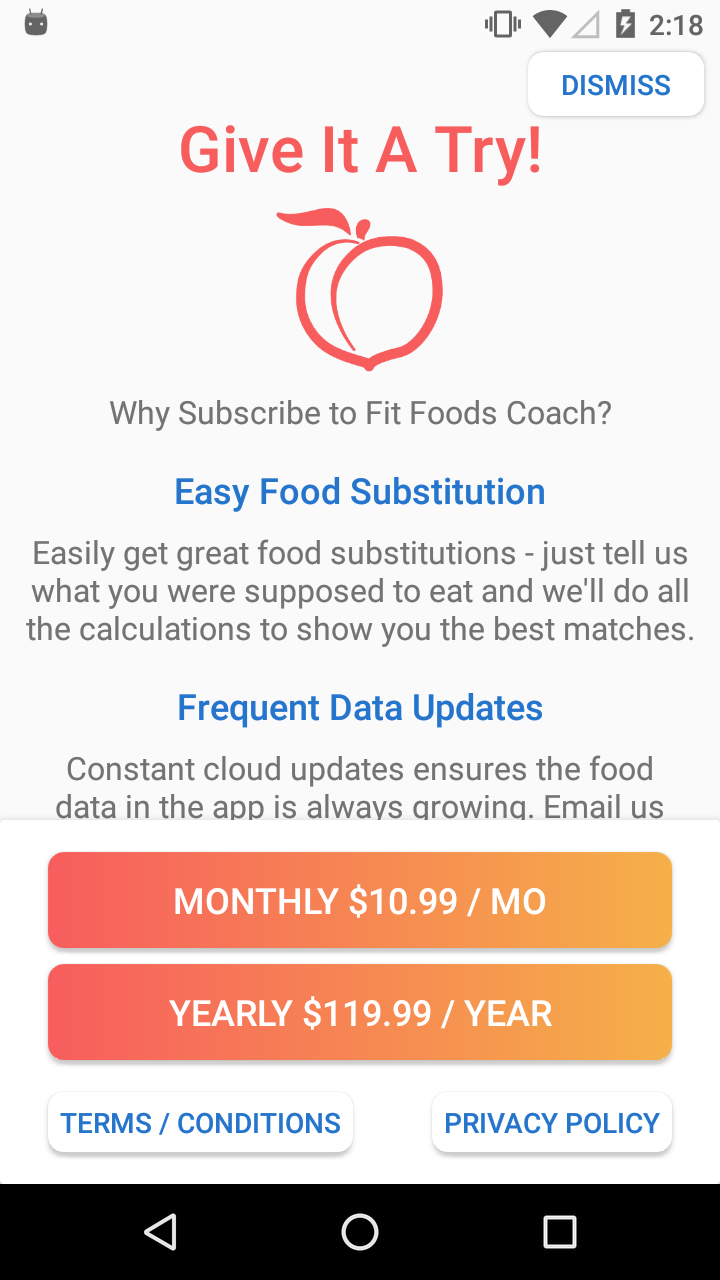 2:18
DISMISS
Give It A Try!
Why Subscribe to Fit Foods Coach?
Easy Food Substitution
Easily get great food substitutions - just tell us
what you were supposed to eat and we'll do all
the calculations to show you the best matches.
Frequent Data Updates
Constant cloud updates ensures the food
data in the app is always growing. Email us
MONTHLY $10.99 / MO
YEARLY $119.99 / YEAR
TERMS / CONDITIONS
PRIVACY POLICY